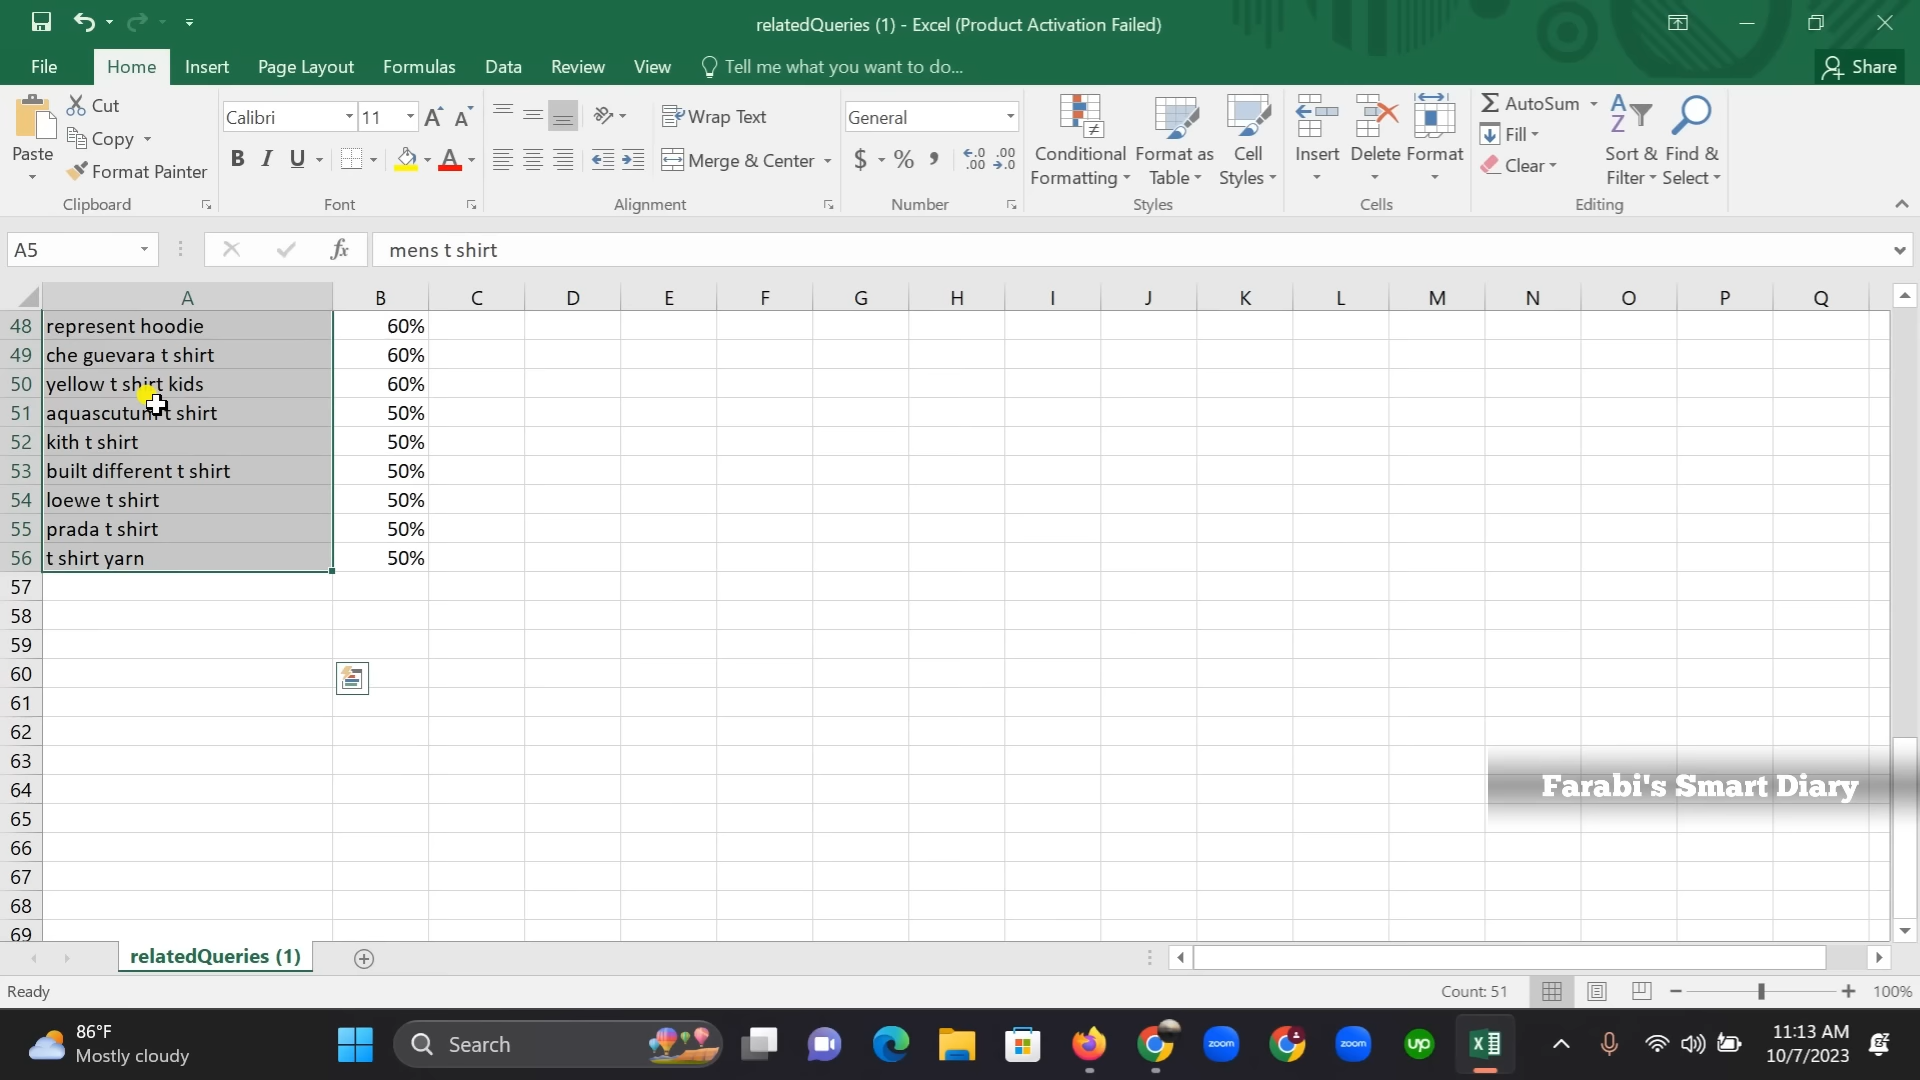 relatedQueries (1) - Excel (Product Activation Failed)
File Home Insert Page Layout Formulas Data Review View Tell me what you want to do... Share
Paste
Cut
Copy
Format Painter
Clipboard
Calibri 11
B I U
Font
Wrap Text
Merge & Center
Alignment
General
$ % ,
Number
Conditional Formatting
Format as Table
Cell Styles
Styles
Insert Delete Format
Cells
AutoSum
Fill
Clear
Sort & Filter
Find & Select
Editing
A5 fx mens t shirt
A B C D E F G H I J K L M N O P Q
48 represent hoodie 60%
49 che guevara t shirt 60%
50 yellow t shirt kids 60%
51 aquascutum t shirt 50%
52 kith t shirt 50%
53 built different t shirt 50%
54 loewe t shirt 50%
55 prada t shirt 50%
56 t shirt yarn 50%
57
58
59
60
61
62
63
64
65
66
67
68
69
Farabi's Smart Diary
relatedQueries (1)
Ready Count: 51 100%
86°F
Mostly cloudy
Search
zoom
zoom
up
11:13 AM
10/7/2023